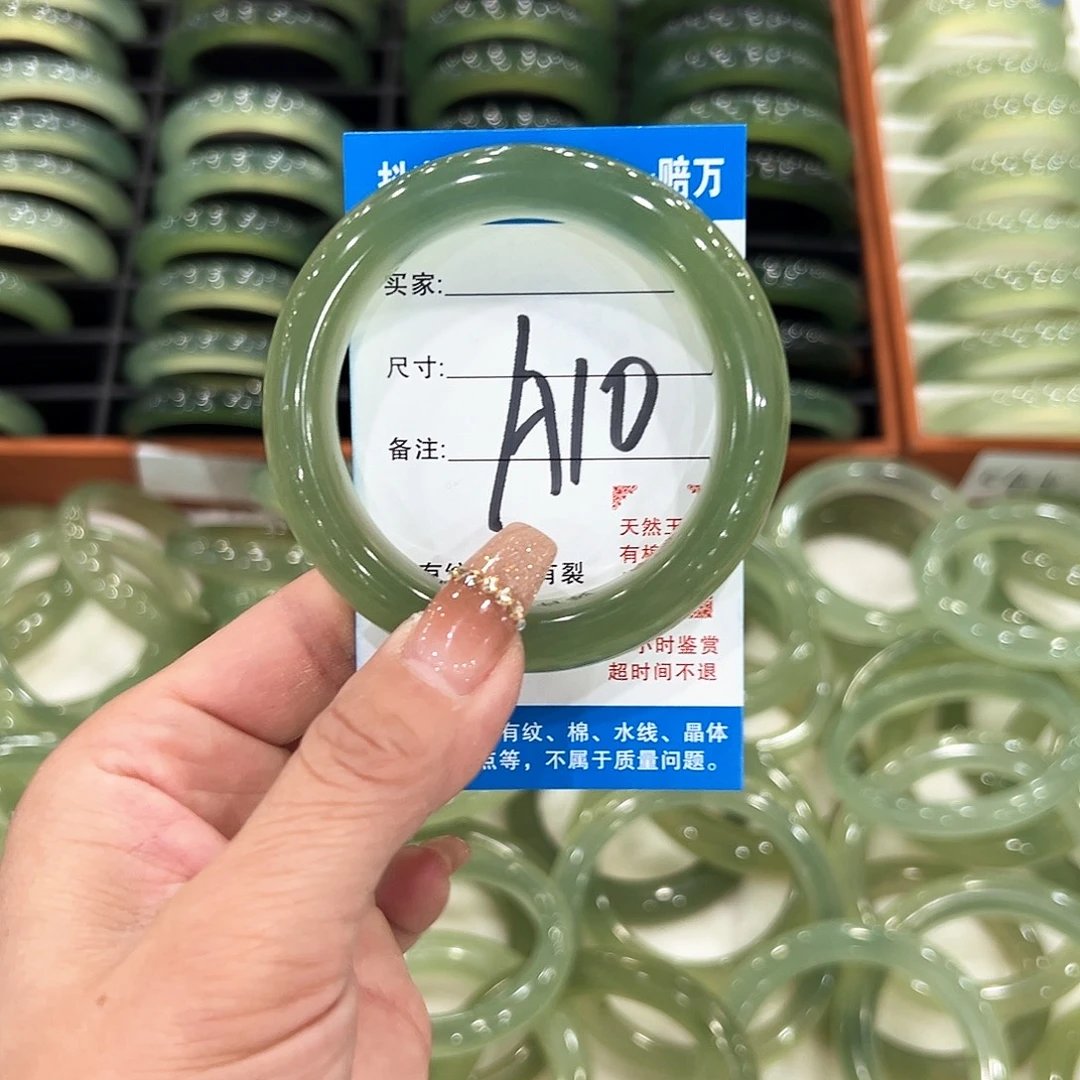 赔万
买家:
尺寸:
A10
备注:
天然玉
有裂
小时鉴赏
超时间不退
有纹、棉、水线、晶体
点等，不属于质量问题。